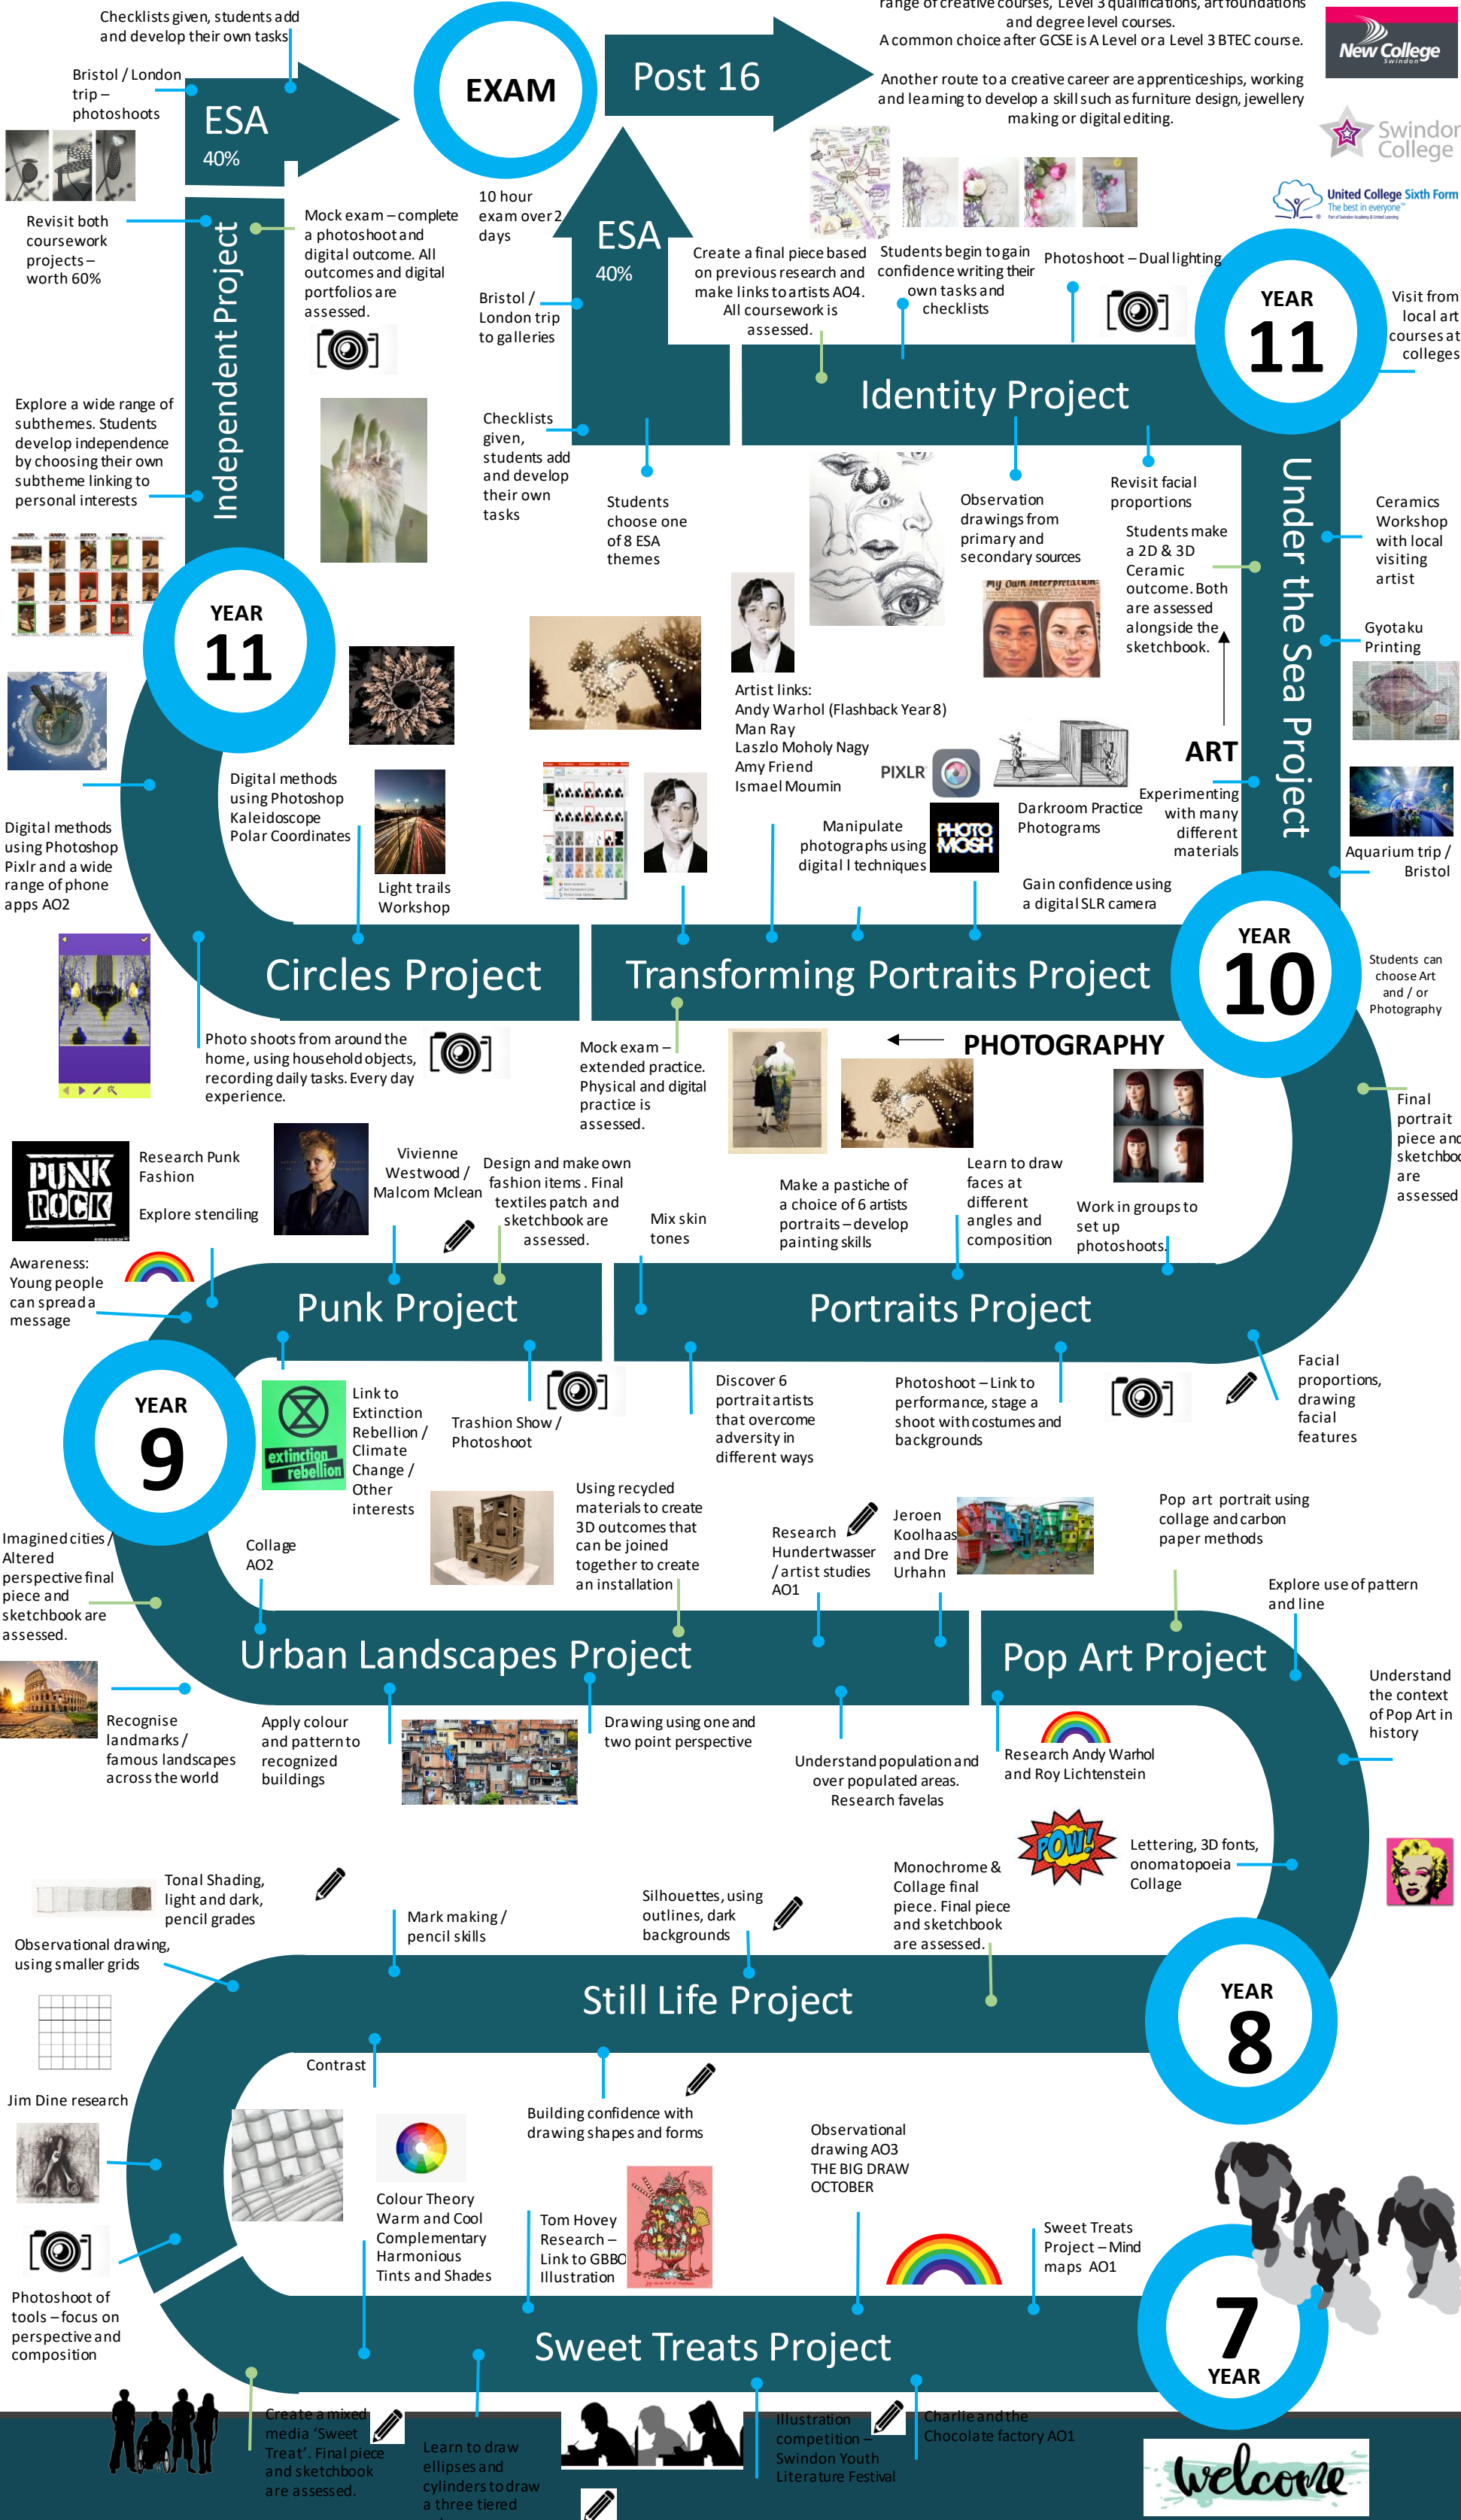 range of creative courses, Level 3 qualifications, art foundations
and degree level courses.
A common choice after GCSE is A Level or a Level 3 BTEC course.
Another route to a creative career are apprenticeships, working
and learning to develop a skill such as furniture design, jewellery
making or digital editing.
New College
Swindon
Swindon
College
United College Sixth Form
The best in everyone™
Part of Swindon Academy & United Learning
Checklists given, students add
and develop their own tasks
Bristol / London
trip –
photoshoots
ESA
40%
EXAM
Post 16
10 hour
exam over 2
days
Revisit both
coursework
projects –
worth 60%
Independent Project
Mock exam – complete
a photoshoot and
digital outcome. All
outcomes and digital
portfolios are
assessed.
ESA
40%
Bristol /
London trip
to galleries
Create a final piece based
on previous research and
make links to artists AO4.
All coursework is
assessed.
Students begin to gain
confidence writing their
own tasks and
checklists
Photoshoot – Dual lighting
YEAR
11
Visit from
local art
courses at
colleges
Identity Project
Explore a wide range of
subthemes. Students
develop independence
by choosing their own
subtheme linking to
personal interests
Checklists
given,
students add
and develop
their own
tasks
Students
choose one
of 8 ESA
themes
Observation
drawings from
primary and
secondary sources
Revisit facial
proportions
Students make
a 2D & 3D
Ceramic
outcome. Both
are assessed
alongside the
sketchbook.
Under the Sea Project
Ceramics
Workshop
with local
visiting
artist
Gyotaku
Printing
My Own Interpretation
YEAR
11
Artist links:
Andy Warhol (Flashback Year 8)
Man Ray
Laszlo Moholy Nagy
Amy Friend
Ismael Moumin
PIXLR
PHOTO
MOSH
Darkroom Practice
Photograms
ART
Experimenting
with many
different
materials
Aquarium trip /
Bristol
Manipulate
photographs using
digital l techniques
Gain confidence using
a digital SLR camera
Digital methods
using Photoshop
Kaleidoscope
Polar Coordinates
Light trails
Workshop
Digital methods
using Photoshop
Pixlr and a wide
range of phone
apps AO2
Circles Project
Transforming Portraits Project
YEAR
10
Students can
choose Art
and / or
Photography
Photo shoots from around the
home, using household objects,
recording daily tasks. Every day
experience.
Mock exam –
extended practice.
Physical and digital
practice is
assessed.
PHOTOGRAPHY
Final
portrait
piece and
sketchboo
are
assessed
PUNK
ROCK
Research Punk
Fashion
Explore stenciling
Vivienne
Westwood /
Malcom Mclean
Design and make own
fashion items . Final
textiles patch and
sketchbook are
assessed.
Mix skin
tones
Make a pastiche of
a choice of 6 artists
portraits – develop
painting skills
Learn to draw
faces at
different
angles and
composition
Work in groups to
set up
photoshoots.
Awareness:
Young people
can spread a
message
Punk Project
Portraits Project
YEAR
9
extinction
rebellion
Link to
Extinction
Rebellion /
Climate
Change /
Other
interests
Trashion Show /
Photoshoot
Discover 6
portrait artists
that overcome
adversity in
different ways
Photoshoot – Link to
performance, stage a
shoot with costumes and
backgrounds
Facial
proportions,
drawing
facial
features
Imagined cities /
Altered
perspective final
piece and
sketchbook are
assessed.
Collage
AO2
Using recycled
materials to create
3D outcomes that
can be joined
together to create
an installation
Research
Hundertwasser
/ artist studies
AO1
Jeroen
Koolhaas
and Dre
Urhahn
Pop art portrait using
collage and carbon
paper methods
Explore use of pattern
and line
Urban Landscapes Project
Pop Art Project
Understand
the context
of Pop Art in
history
Recognise
landmarks /
famous landscapes
across the world
Apply colour
and pattern to
recognized
buildings
Drawing using one and
two point perspective
Understand population and
over populated areas.
Research favelas
Research Andy Warhol
and Roy Lichtenstein
POW!
Lettering, 3D fonts,
onomatopoeia
Collage
Tonal Shading,
light and dark,
pencil grades
Mark making /
pencil skills
Silhouettes, using
outlines, dark
backgrounds
Monochrome &
Collage final
piece. Final piece
and sketchbook
are assessed.
Observational drawing,
using smaller grids
Still Life Project
YEAR
8
Contrast
Jim Dine research
Building confidence with
drawing shapes and forms
Observational
drawing AO3
THE BIG DRAW
OCTOBER
Colour Theory
Warm and Cool
Complementary
Harmonious
Tints and Shades
Tom Hovey
Research –
Link to GBBO
Illustration
Sweet Treats
Project – Mind
maps AO1
Photoshoot of
tools – focus on
perspective and
composition
Sweet Treats Project
7
YEAR
Create a mixed
media ‘Sweet
Treat’. Final piece
and sketchbook
are assessed.
Learn to draw
ellipses and
cylinders to draw
a three tiered
Illustration
competition –
Swindon Youth
Literature Festival
Charlie and the
Chocolate factory AO1
welcome